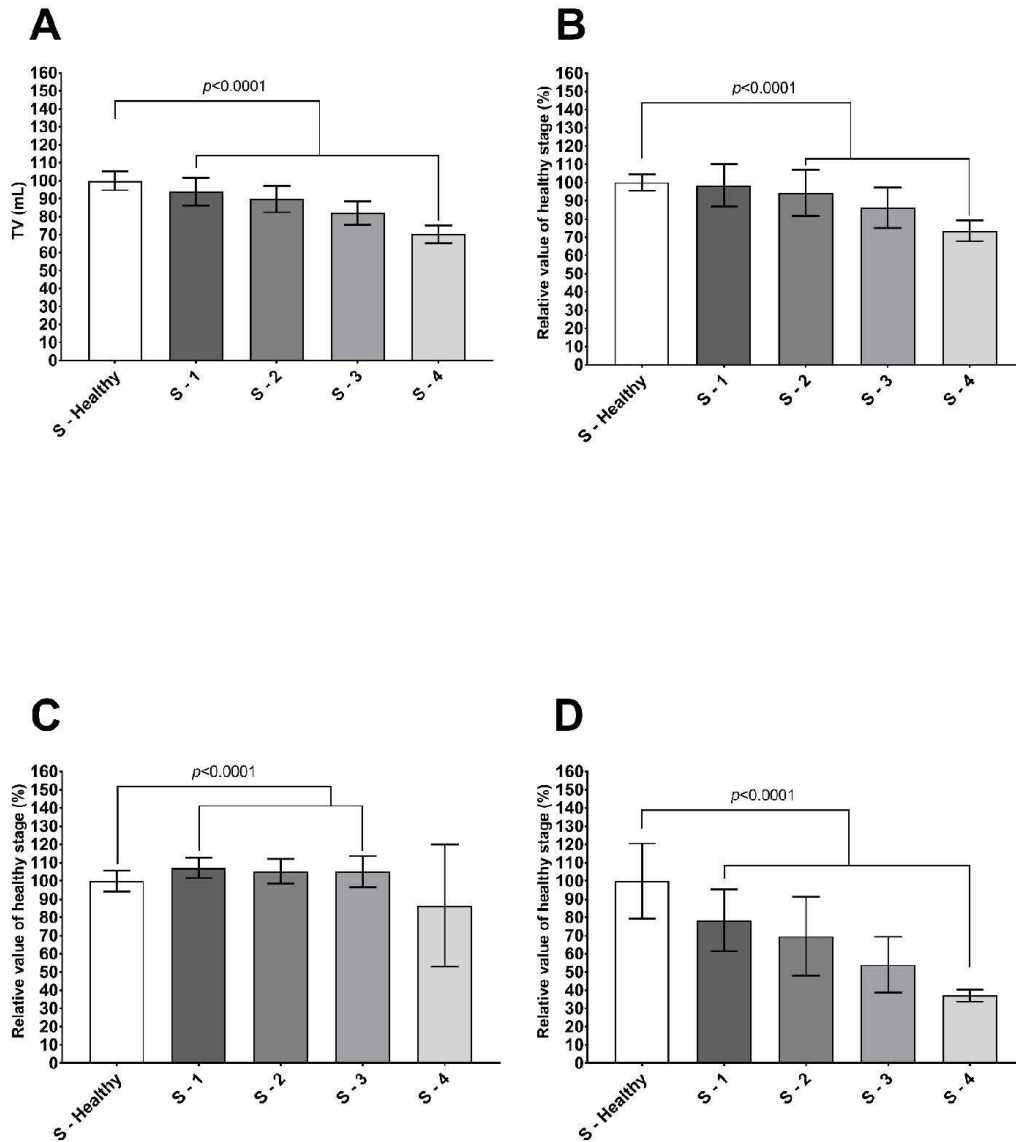 A
p<0.0001
TV (mL)
160
150
140
130
120
110
100
90
80
70
60
50
40
30
20
10
0
S - Healthy
S - 1
S - 2
S - 3
S - 4
B
p<0.0001
Relative value of healthy stage (%)
160
150
140
130
120
110
100
90
80
70
60
50
40
30
20
10
0
S - Healthy
S - 1
S - 2
S - 3
S - 4
C
p<0.0001
Relative value of healthy stage (%)
160
150
140
130
120
110
100
90
80
70
60
50
40
30
20
10
0
S - Healthy
S - 1
S - 2
S - 3
S - 4
D
p<0.0001
Relative value of healthy stage (%)
160
150
140
130
120
110
100
90
80
70
60
50
40
30
20
10
0
S - Healthy
S - 1
S - 2
S - 3
S - 4